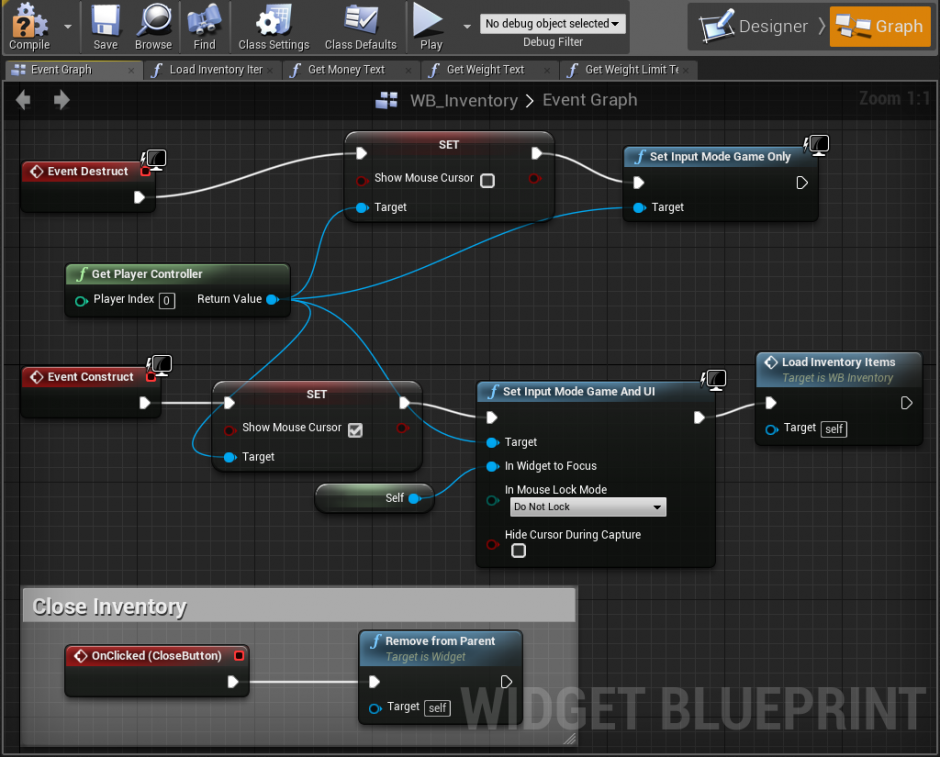 Compile
Save
Browse
Find
Class Settings
Class Defaults
Play
No debug object selected
Debug Filter
Designer
Graph
Event Graph
Load Inventory Iter
Get Money Text
Get Weight Text
Get Weight Limit Te
WB_Inventory > Event Graph
Zoom 1:1
Event Destruct
SET
Show Mouse Cursor
Target
Set Input Mode Game Only
Target
Get Player Controller
Player Index 0 Return Value
Event Construct
SET
Show Mouse Cursor
Target
Self
Set Input Mode Game And UI
Target
In Widget to Focus
In Mouse Lock Mode
Do Not Lock
Hide Cursor During Capture
Load Inventory Items
Target is WB Inventory
Target self
Close Inventory
OnClicked (CloseButton)
Remove from Parent
Target is Widget
Target self
WIDGET BLUEPRINT